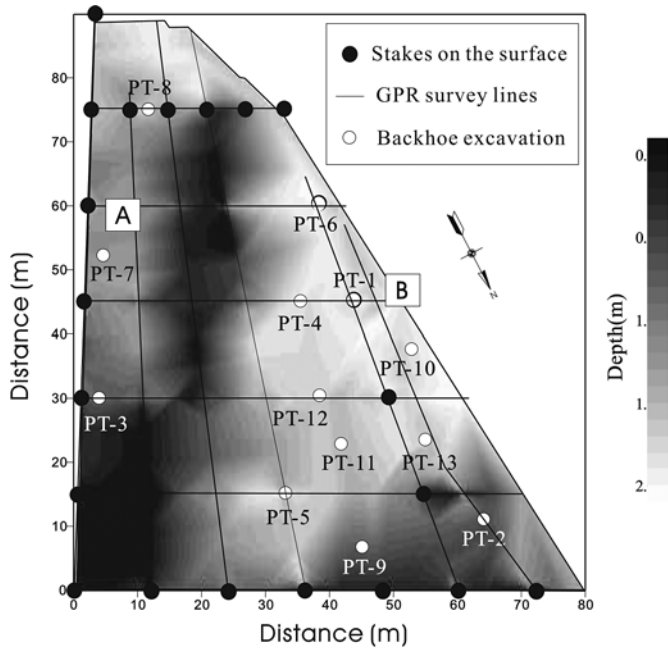 Stakes on the surface
GPR survey lines
Backhoe excavation
80
70
60
50
40
30
20
10
0
Distance (m)
PT-8
A
PT-6
PT-7
PT-1
B
PT-4
PT-10
PT-12
PT-3
PT-11
PT-13
PT-5
PT-2
PT-9
N
0 10 20 30 40 50 60 70 80
Distance (m)
0.
0.
1.
1.
2.
Depth(m)